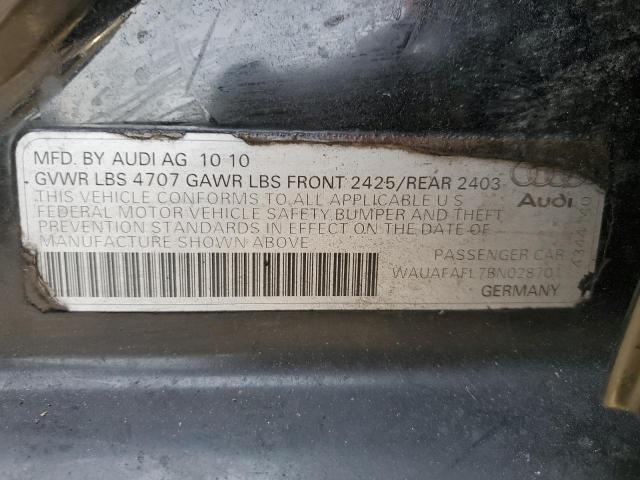 MFD. BY AUDI AG 10 10
GVWR LBS 4707 GAWR LBS FRONT 2425/REAR 2403
THIS VEHICLE CONFORMS TO ALL APPLICABLE U S
FEDERAL MOTOR VEHICLE SAFETY, BUMPER AND THEFT
PREVENTION STANDARDS IN EFFECT ON THE DATE OF
MANUFACTURE SHOWN ABOVE
Audi
PASSENGER CAR
WAUAFAFL7BN028701
GERMANY